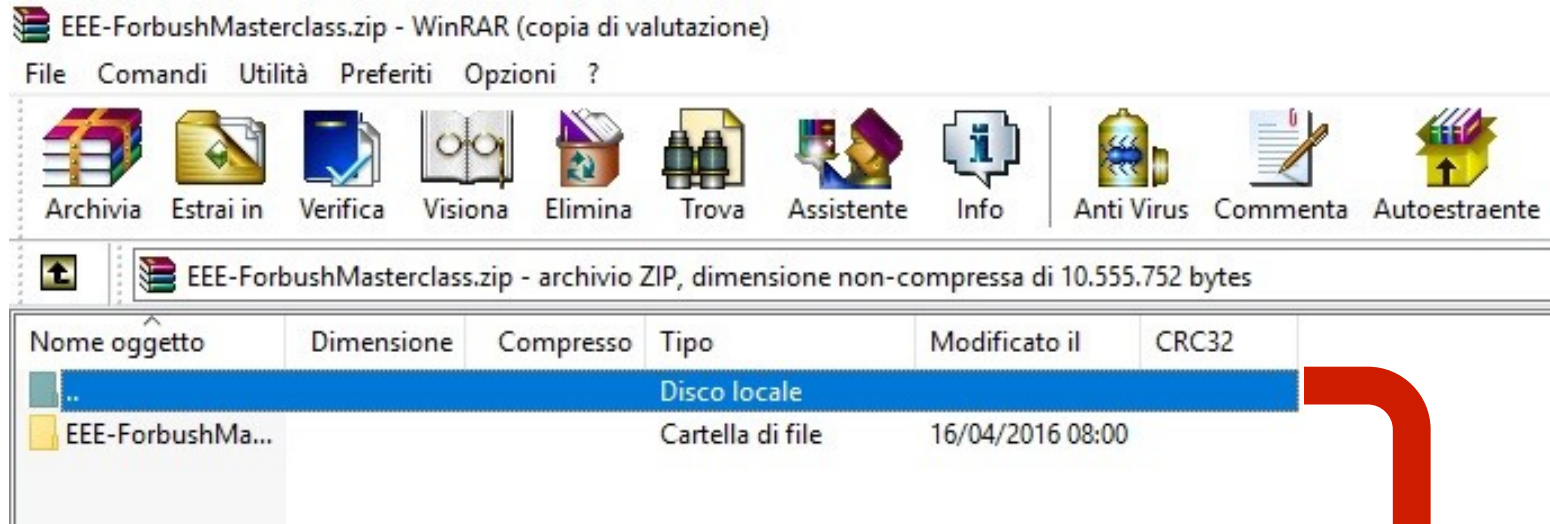 EEE-ForbushMasterclass.zip - WinRAR (copia di valutazione)
File Comandi Utilità Preferiti Opzioni ?
Archivia Estrai in Verifica Visiona Elimina Trova Assistente Info Anti Virus Commenta Autoestraente
EEE-ForbushMasterclass.zip - archivio ZIP, dimensione non-compressa di 10.555.752 bytes
Nome oggetto Dimensione Compresso Tipo Modificato il CRC32
.. Disco locale
EEE-ForbushMa... Cartella di file 16/04/2016 08:00